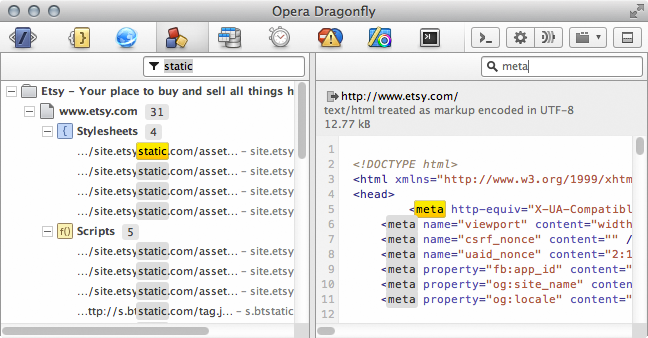 Opera Dragonfly
static
Etsy – Your place to buy and sell all things h
www.etsy.com 31
Stylesheets 4
.../site.etsystatic.com/asset... – site.etsy
.../site.etsystatic.com/asset... – site.etsy
.../site.etsystatic.com/asset... – site.etsy
.../site.etsystatic.com/asset... – site.etsy
f() Scripts 5
.../site.etsystatic.com/asset... – site.etsy
.../site.etsystatic.com/asset... – site.etsy
.../site.etsystatic.com/asset... – site.etsy
...ttp://s.btstatic.com/tag.j... – s.btstatic
meta
http://www.etsy.com/
text/html treated as markup encoded in UTF-8
12.77 kB
1
2 <!DOCTYPE html>
3 <html xmlns="http://www.w3.org/1999/xhtm
4 <head>
5 <meta http-equiv="X-UA-Compatibl
6 <meta name="viewport" content="width
7 <meta name="csrf_nonce" content="" /
8 <meta name="uaid_nonce" content="2:1
9 <meta property="fb:app_id" content="
10 <meta property="og:site_name" conten
11 <meta property="og:locale" content="
12